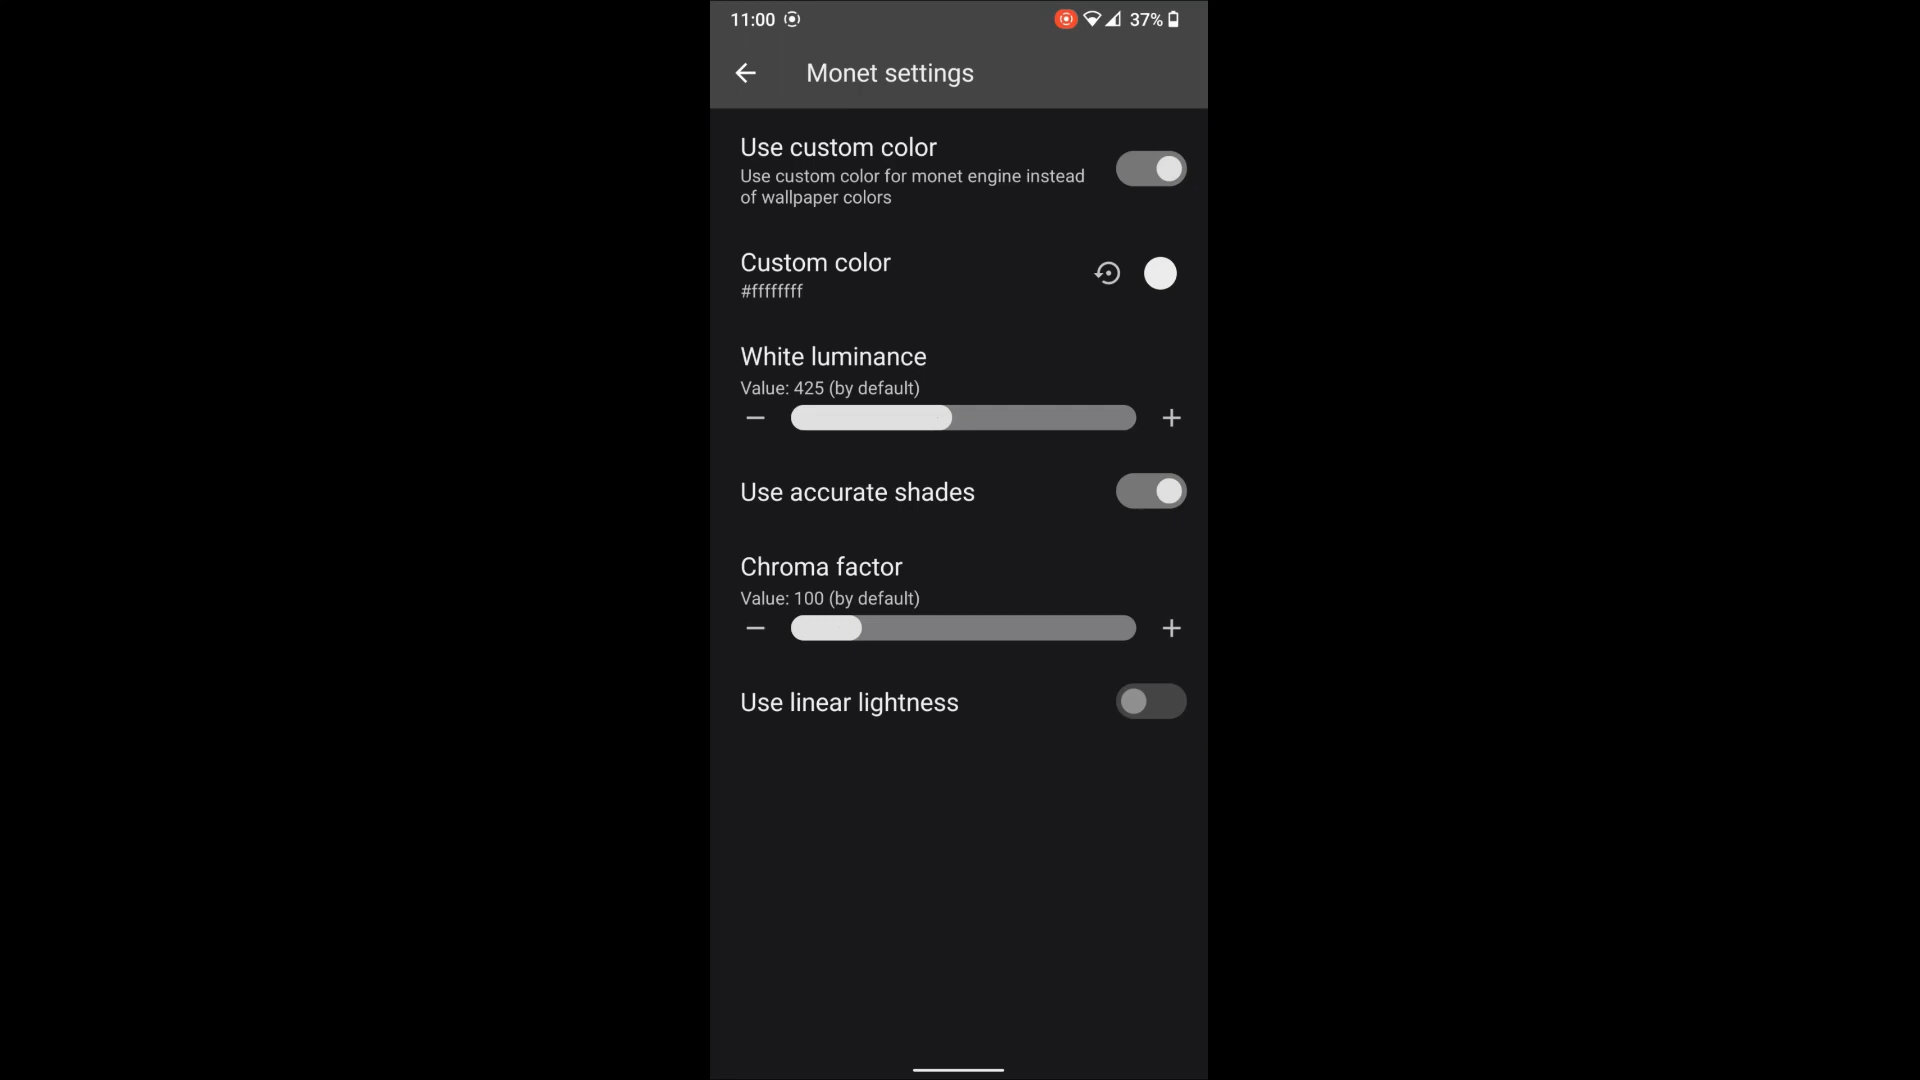 11:00
37%
Monet settings
Use custom color
Use custom color for monet engine instead
of wallpaper colors
Custom color
#ffffffff
White luminance
Value: 425 (by default)
Use accurate shades
Chroma factor
Value: 100 (by default)
Use linear lightness